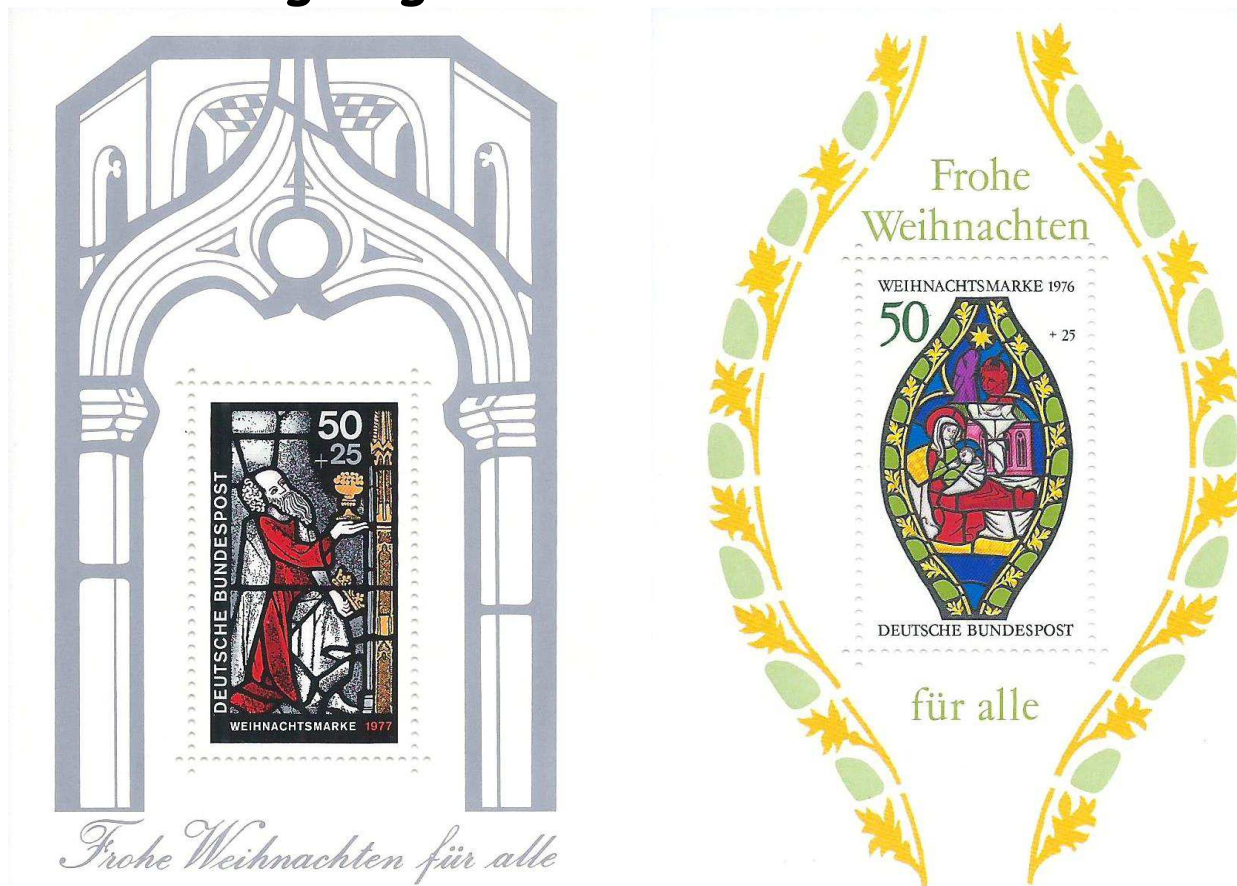 50
+25
DEUTSCHE BUNDESPOST
WEIHNACHTSMARKE 1977
Frohe Weihnachten für alle
Frohe
Weihnachten
WEIHNACHTSMARKE 1976
50
+ 25
DEUTSCHE BUNDESPOST
für alle